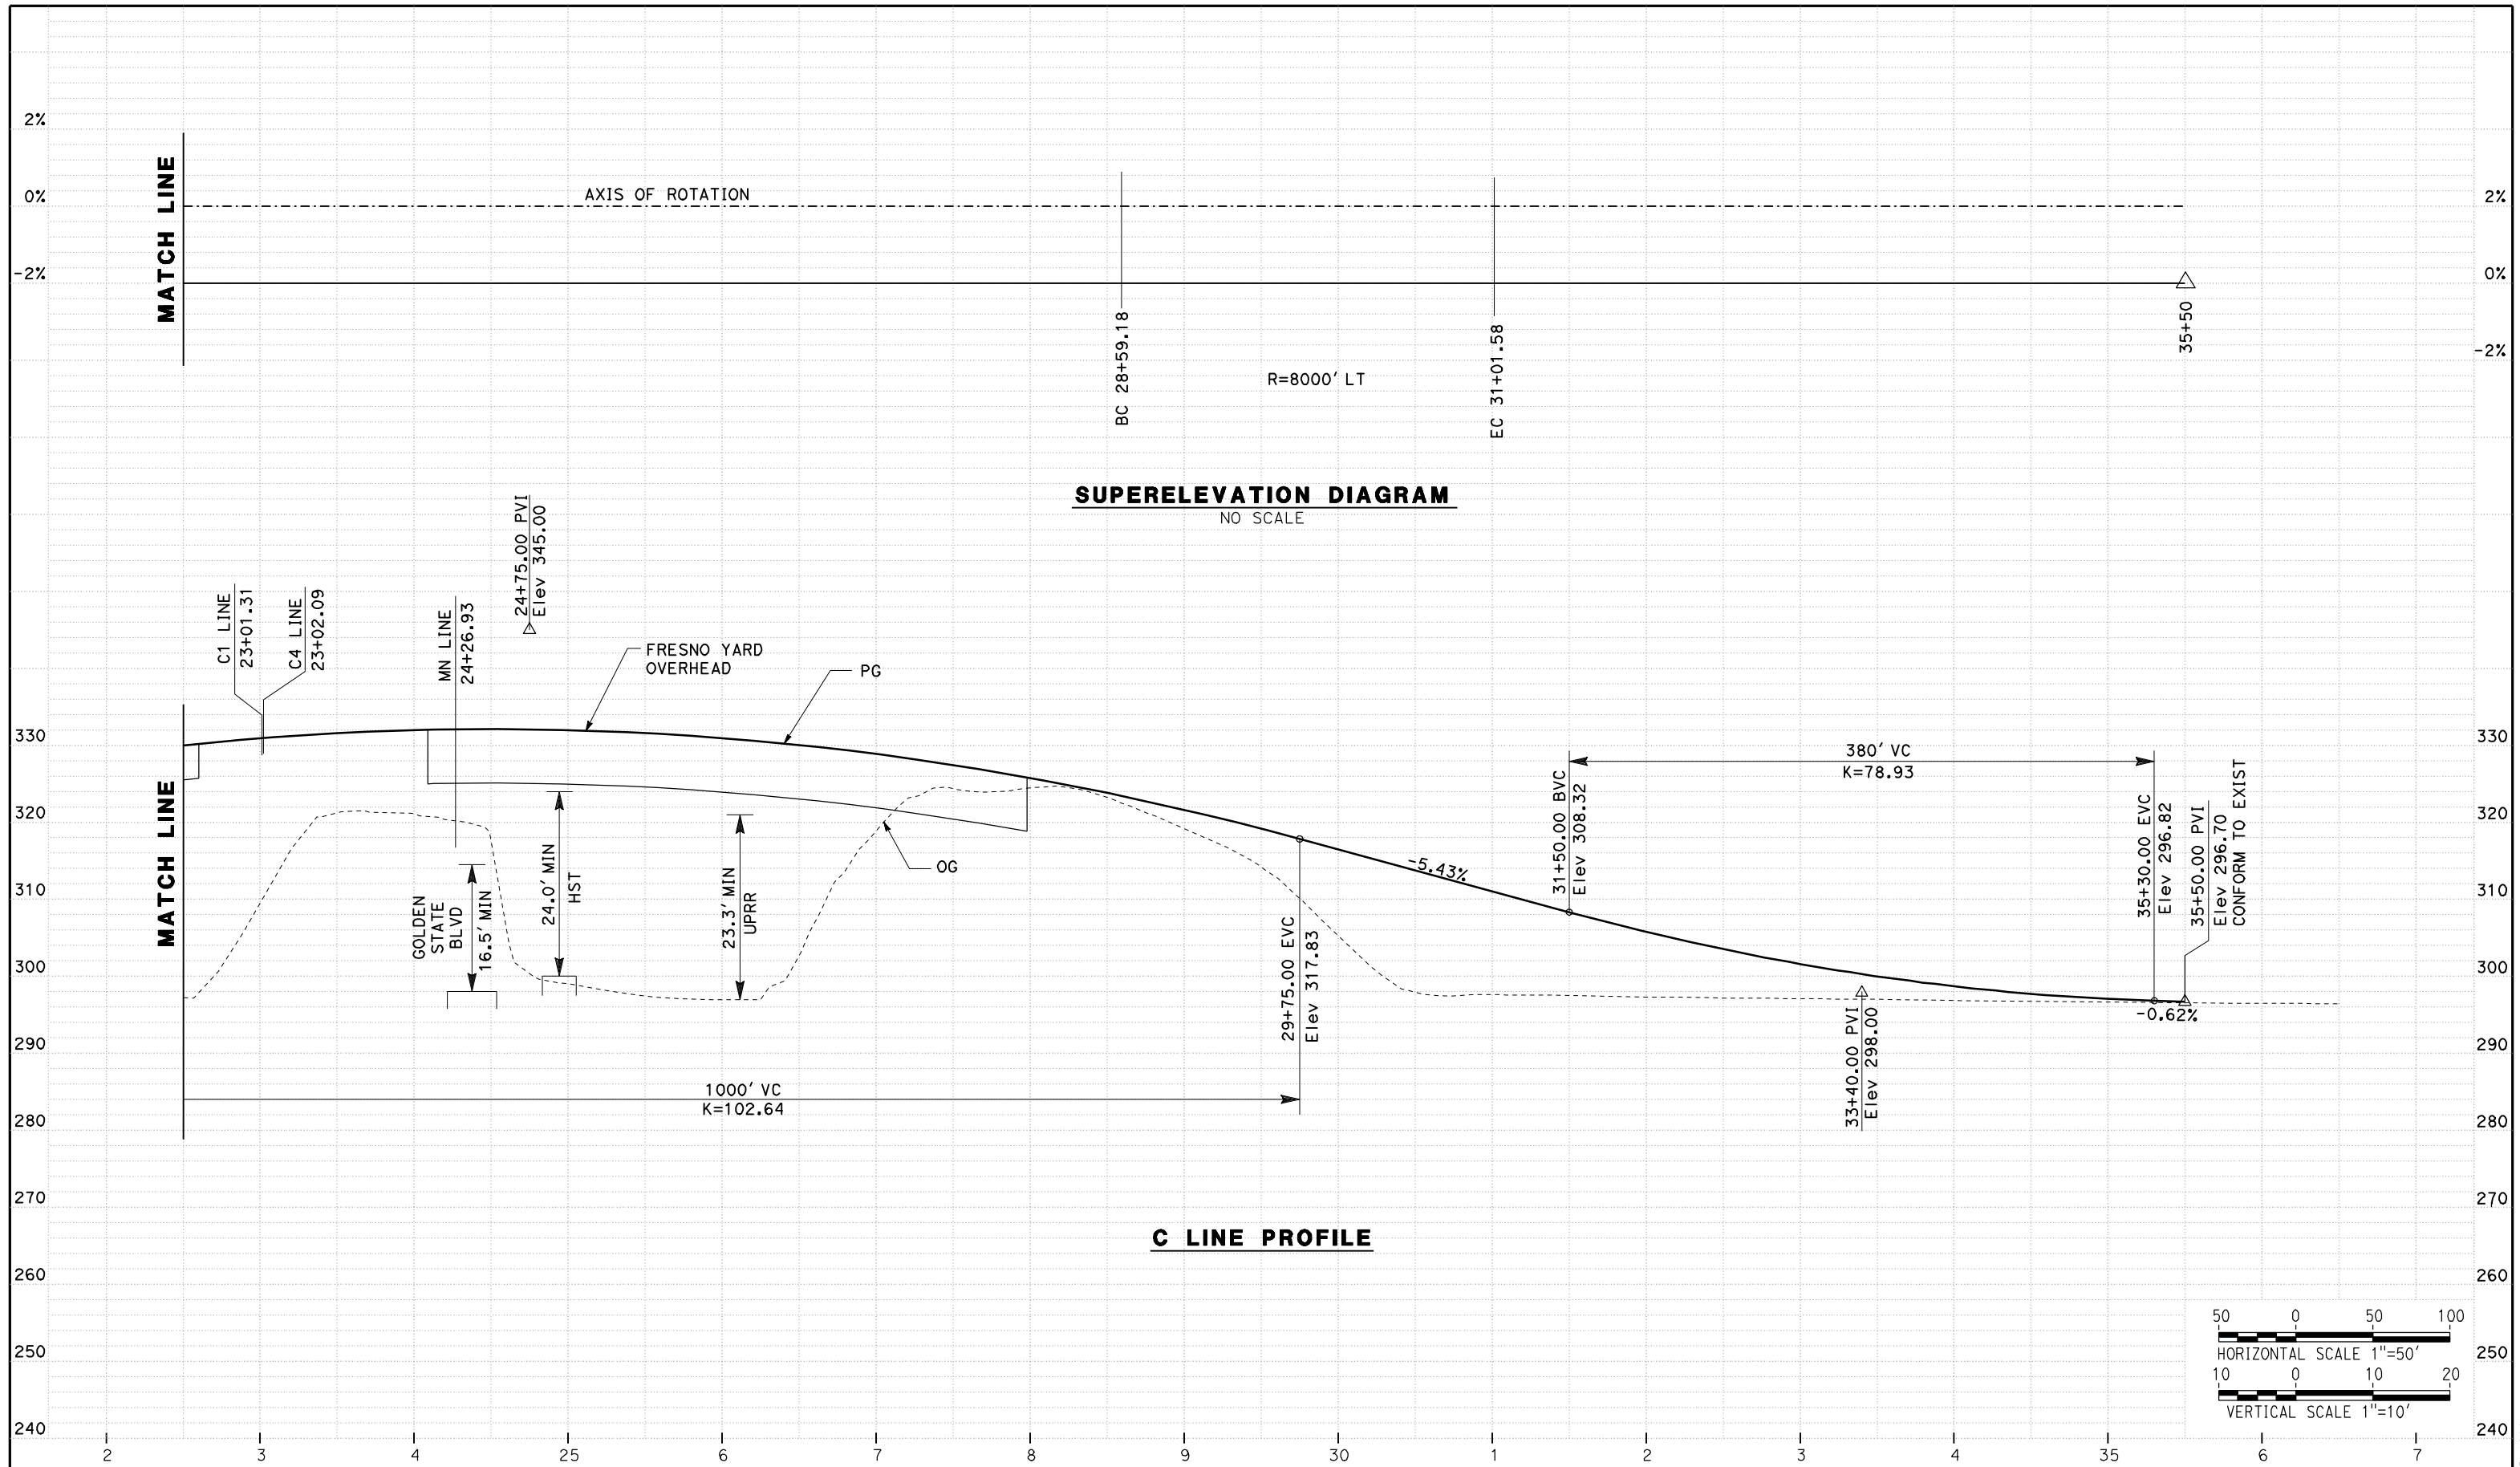 2%
0%
-2%
2%
0%
-2%
MATCH LINE
AXIS OF ROTATION
BC 28+59.18
R=8000' LT
EC 31+01.58
35+50
SUPERELEVATION DIAGRAM
NO SCALE
C1 LINE
23+01.31
C4 LINE
23+02.09
MN LINE
24+26.93
24+75.00 PVI
Elev 345.00
FRESNO YARD
OVERHEAD
PG
OG
MATCH LINE
GOLDEN
STATE
BLVD
16.5' MIN
24.0' MIN
HST
23.3' MIN
UPRR
29+75.00 EVC
Elev 317.83
-5.43%
31+50.00 BVC
Elev 308.32
380' VC
K=78.93
33+40.00 PVI
Elev 298.00
35+30.00 EVC
Elev 296.82
35+50.00 PVI
Elev 296.70
CONFORM TO EXIST
-0.62%
1000' VC
K=102.64
330
320
310
300
290
280
270
260
250
240
330
320
310
300
290
280
270
260
250
240
C LINE PROFILE
50 0 50 100
HORIZONTAL SCALE 1"=50'
10 0 10 20
VERTICAL SCALE 1"=10'
2 3 4 25 6 7 8 9 30 1 2 3 4 35 6 7